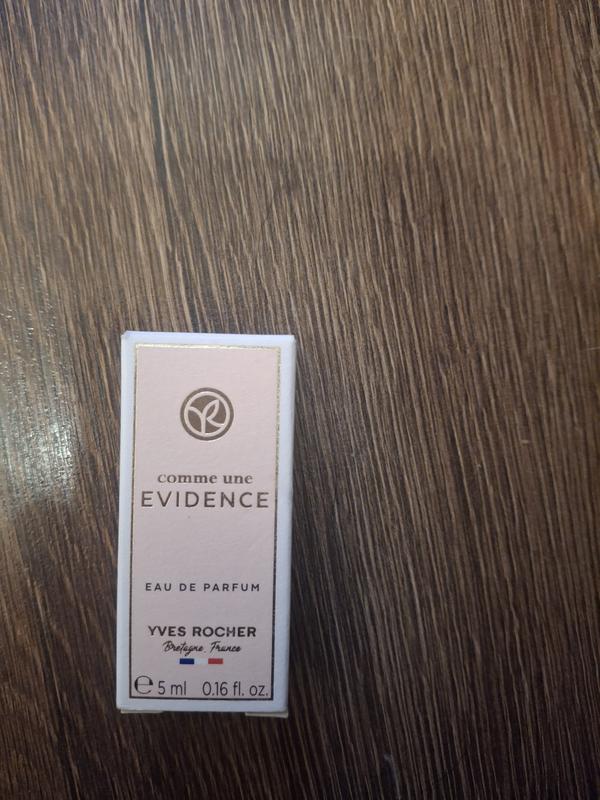 comme une
EVIDENCE
EAU DE PARFUM
YVES ROCHER
Bretagne, France
℮ 5 ml 0.16 fl. oz.